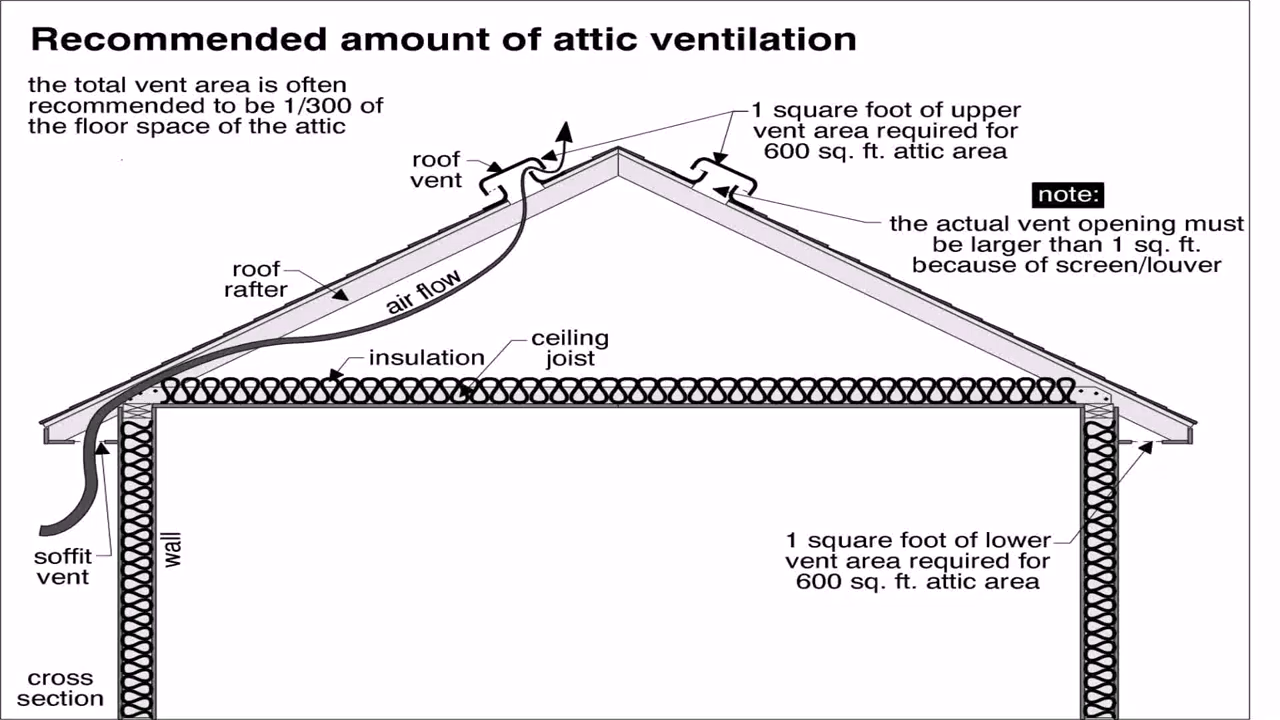 Recommended amount of attic ventilation
the total vent area is often
recommended to be 1/300 of
the floor space of the attic
1 square foot of upper
vent area required for
600 sq. ft. attic area
roof
vent
note:
the actual vent opening must
be larger than 1 sq. ft.
because of screen/louver
roof
rafter
air flow
insulation
ceiling
joist
soffit
vent
wall
1 square foot of lower
vent area required for
600 sq. ft. attic area
cross
section